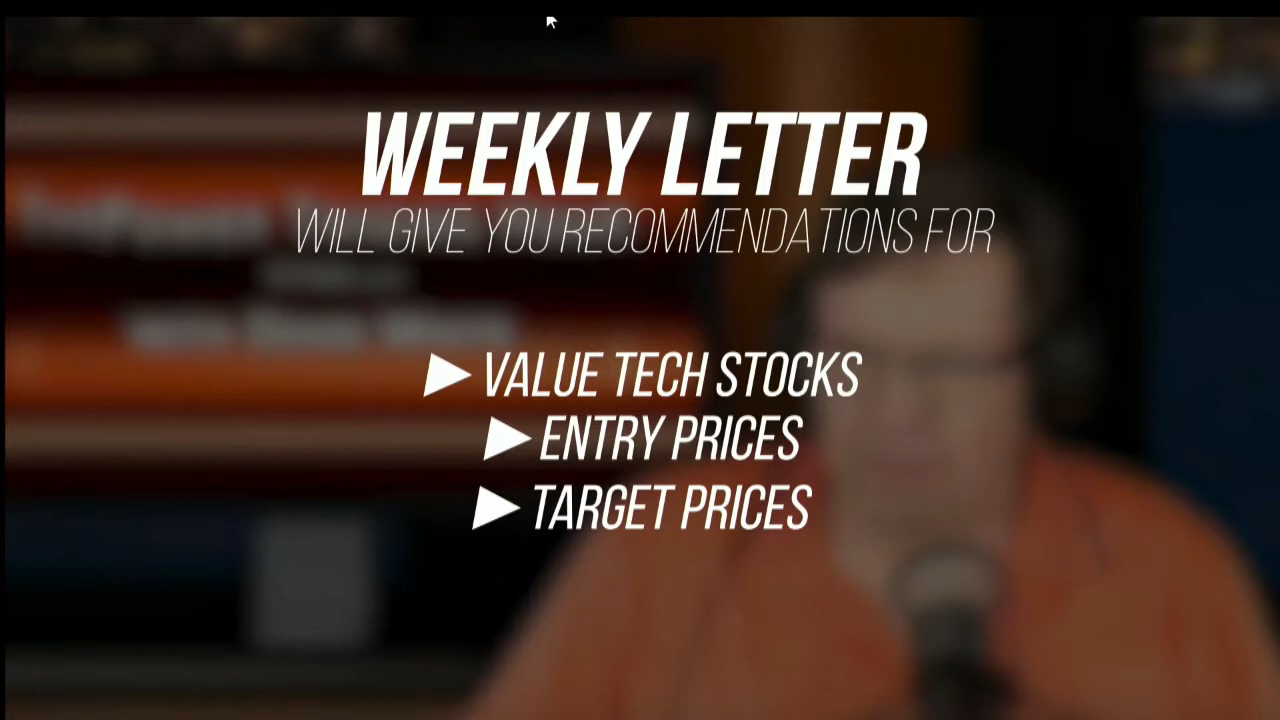 WEEKLY LETTER
WILL GIVE YOU RECOMMENDATIONS FOR
▶ VALUE TECH STOCKS
▶ ENTRY PRICES
▶ TARGET PRICES